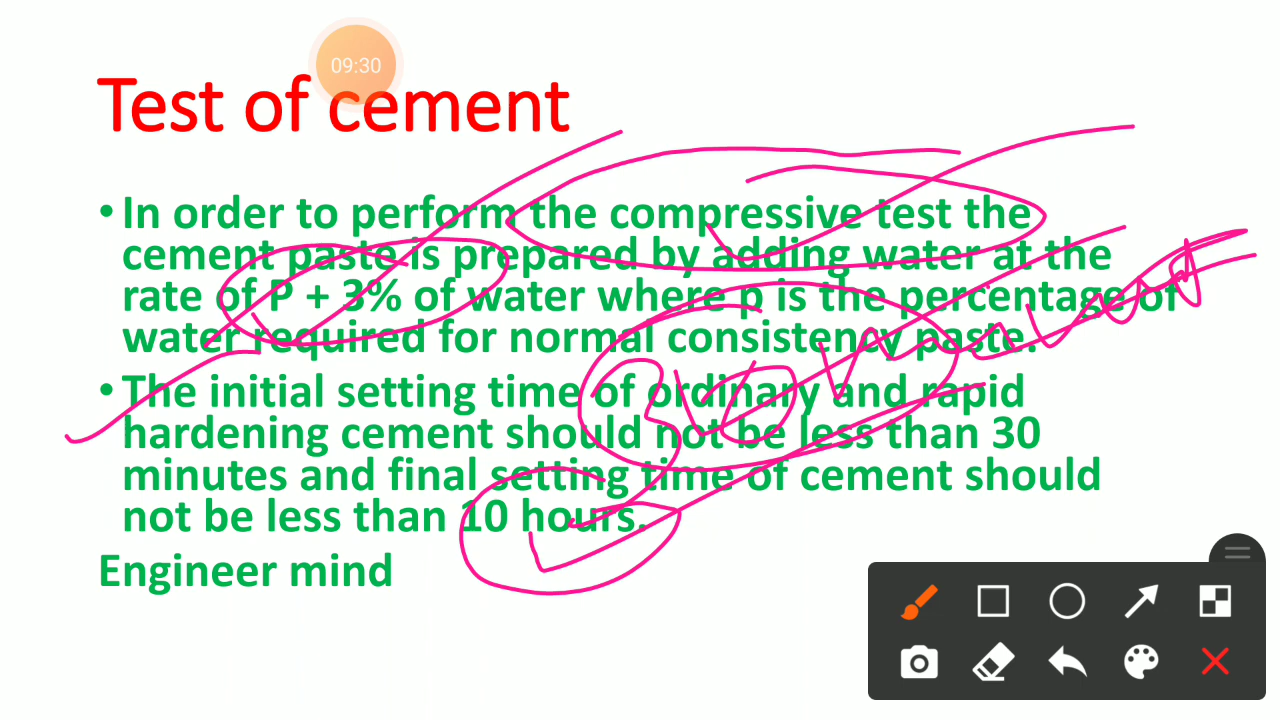 09:30
Test of cement
• In order to perform the compressive test the
cement paste is prepared by adding water at the
rate of P + 3% of water where p is the percentage of
water required for normal consistency paste.
• The initial setting time of ordinary and rapid
hardening cement should not be less than 30
minutes and final setting time of cement should
not be less than 10 hours.
Engineer mind